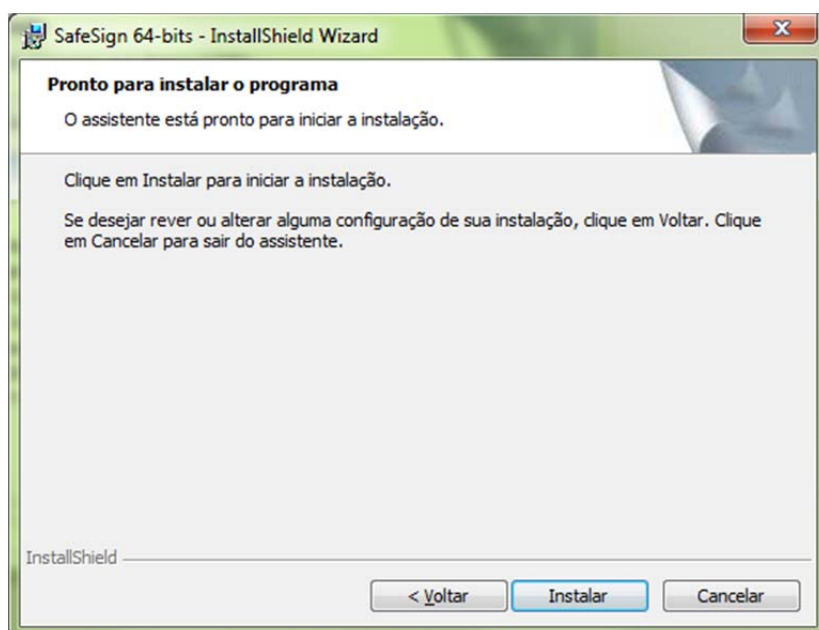 SafeSign 64-bits - InstallShield Wizard
Pronto para instalar o programa
O assistente está pronto para iniciar a instalação.
Clique em Instalar para iniciar a instalação.
Se desejar rever ou alterar alguma configuração de sua instalação, clique em Voltar. Clique
em Cancelar para sair do assistente.
InstallShield
< Voltar
Instalar
Cancelar